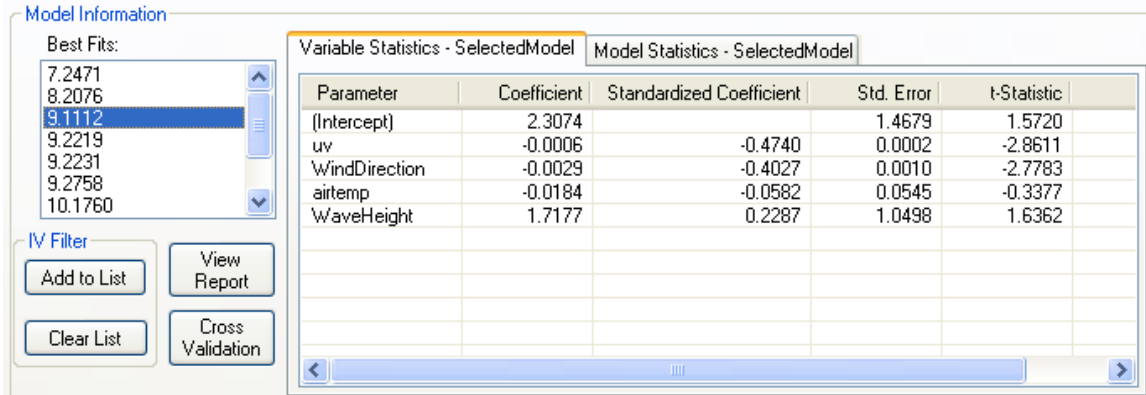 Model Information
Best Fits:
7.2471
8.2076
9.1112
9.2219
9.2231
9.2758
10.1760
IV Filter
Add to List
Clear List
View
Report
Cross
Validation
Variable Statistics - SelectedModel Model Statistics - SelectedModel
Parameter Coefficient Standardized Coefficient Std. Error t-Statistic
(Intercept) 2.3074 1.4679 1.5720
uv -0.0006 -0.4740 0.0002 -2.8611
WindDirection -0.0029 -0.4027 0.0010 -2.7783
airtemp -0.0184 -0.0582 0.0545 -0.3377
WaveHeight 1.7177 0.2287 1.0498 1.6362